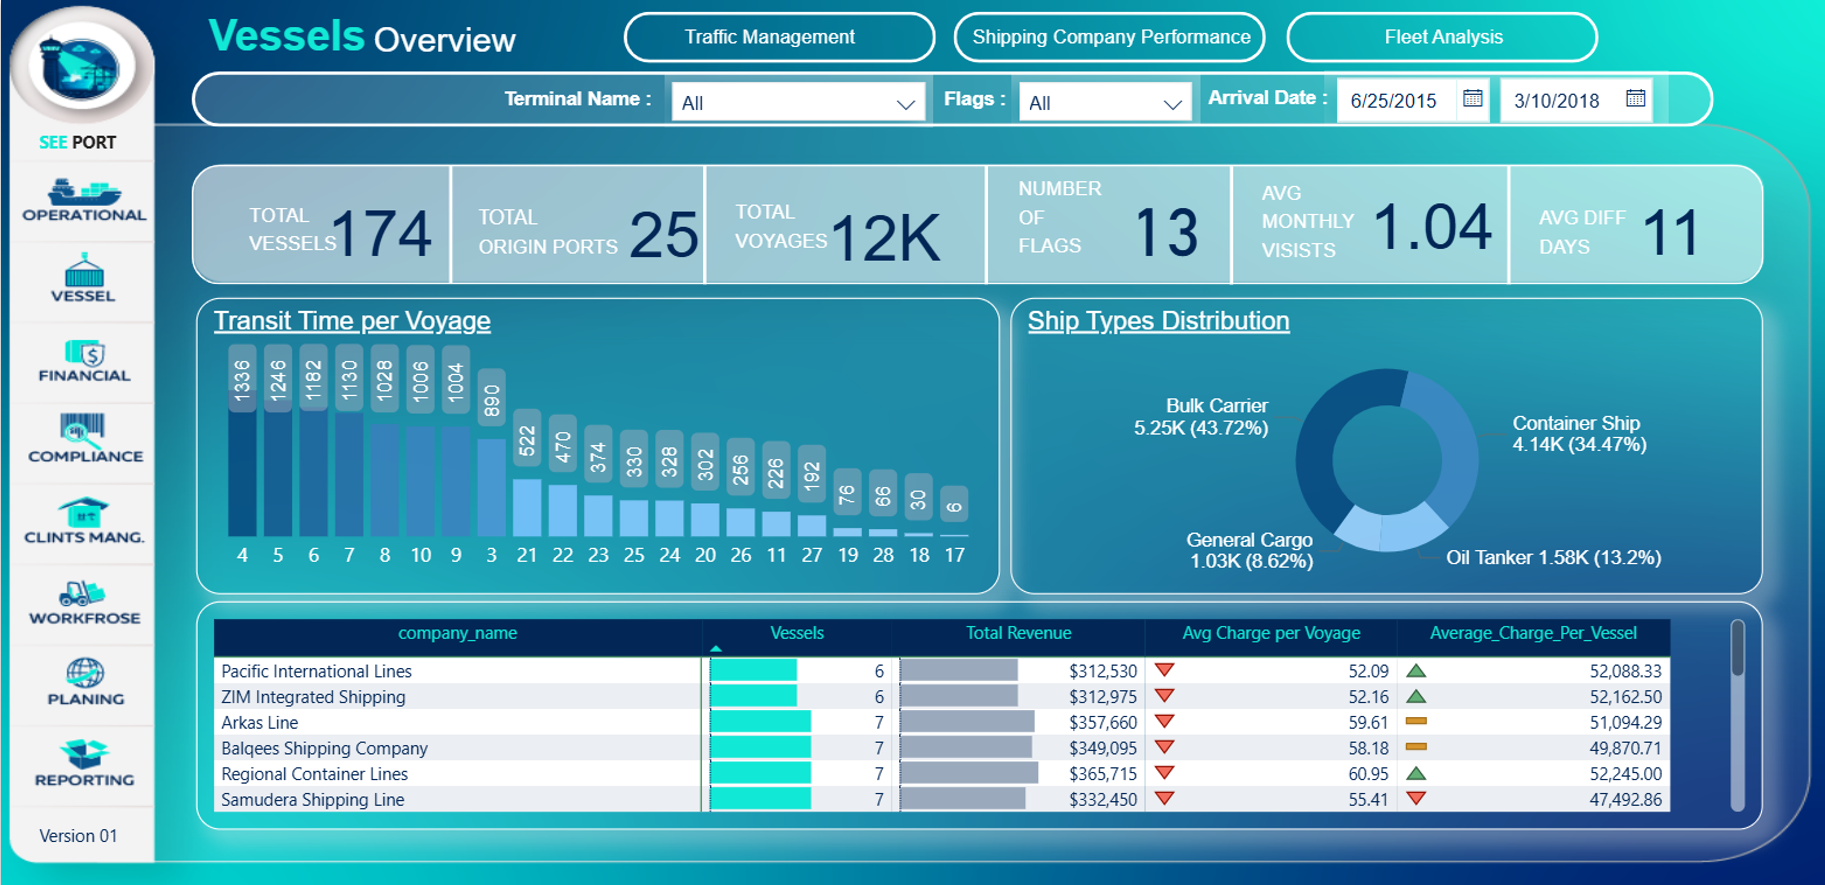 Vessels Overview
Traffic Management
Shipping Company Performance
Fleet Analysis
Terminal Name : All
Flags : All
Arrival Date : 6/25/2015 3/10/2018
SEE PORT
OPERATIONAL
VESSEL
FINANCIAL
COMPLIANCE
CLINTS MANG.
WORKFROSE
PLANING
REPORTING
Version 01
TOTAL
VESSELS
174
TOTAL
ORIGIN PORTS
25
TOTAL
VOYAGES
12K
NUMBER
OF
FLAGS
13
AVG
MONTHLY
VISISTS
1.04
AVG DIFF
DAYS
11
Transit Time per Voyage
1336 1246 1182 1130 1028 1006 1004 890 522 470 374 330 328 302 256 226 192 76 66 30 6
4 5 6 7 8 10 9 3 21 22 23 25 24 20 26 11 27 19 28 18 17
Ship Types Distribution
Bulk Carrier
5.25K (43.72%)
Container Ship
4.14K (34.47%)
General Cargo
1.03K (8.62%)
Oil Tanker 1.58K (13.2%)
company_name Vessels Total Revenue Avg Charge per Voyage Average_Charge_Per_Vessel
Pacific International Lines 6 $312,530 52.09 52,088.33
ZIM Integrated Shipping 6 $312,975 52.16 52,162.50
Arkas Line 7 $357,660 59.61 51,094.29
Balqees Shipping Company 7 $349,095 58.18 49,870.71
Regional Container Lines 7 $365,715 60.95 52,245.00
Samudera Shipping Line 7 $332,450 55.41 47,492.86